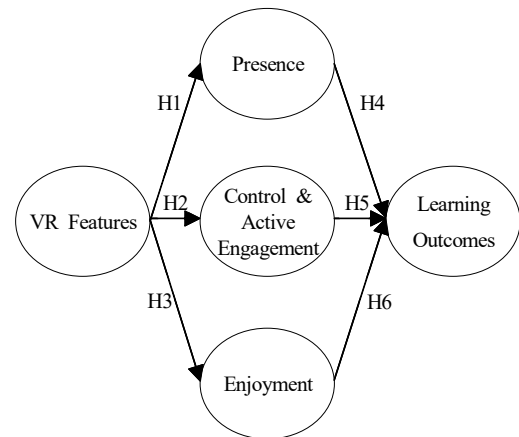 Presence
H1
H4
VR Features
H2
Control &
Active
Engagement
H5
Learning
Outcomes
H3
H6
Enjoyment